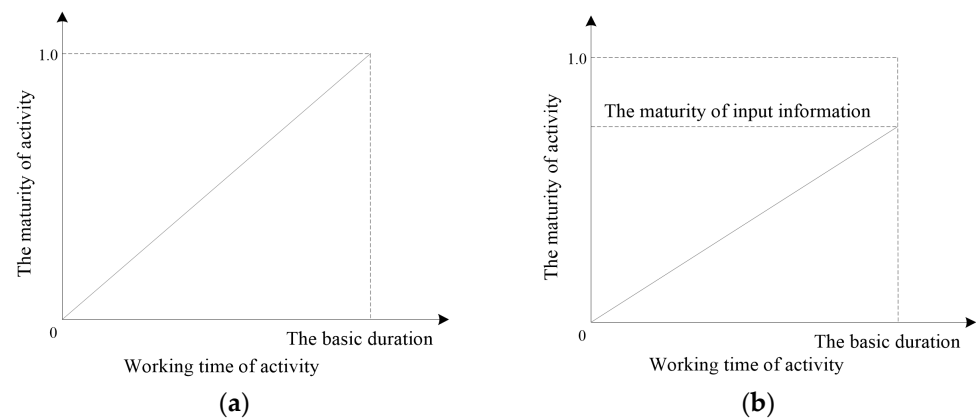 1.0
The maturity of activity
0
The basic duration
Working time of activity
(a)
1.0
The maturity of input information
The maturity of activity
0
The basic duration
Working time of activity
(b)